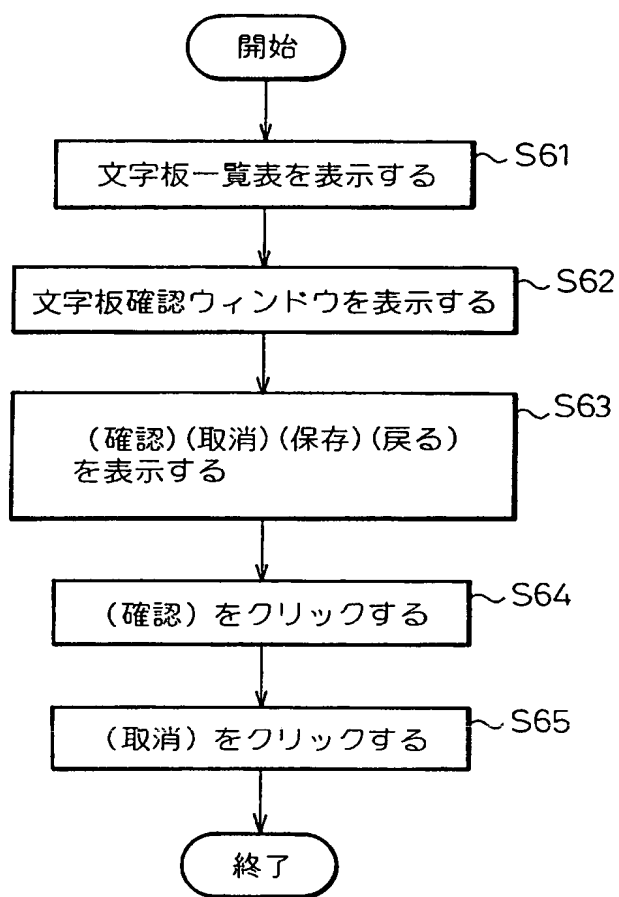 開始
文字板一覧表を表示する
S61
文字板確認ウィンドウを表示する
S62
(確認)(取消)(保存)(戻る)
を表示する
S63
(確認)をクリックする
S64
(取消)をクリックする
S65
終了